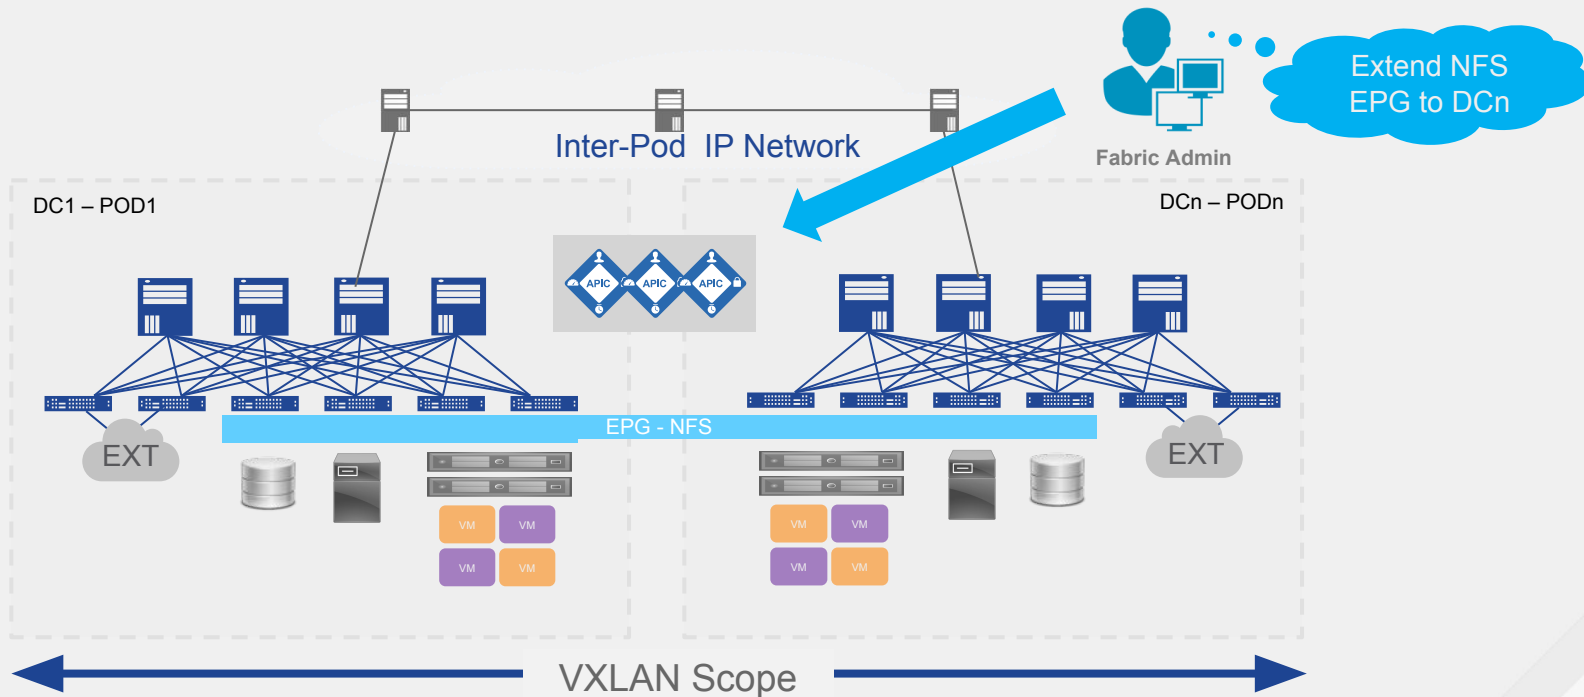 Extend NFS
EPG to DCn
Inter-Pod  IP Network
Fabric Admin
DC1 – POD1
DCn – PODn
APIC
APIC
APIC
EPG - NFS
EXT
EXT
VM
VM
VM
VM
VM
VM
VM
VM
VXLAN Scope